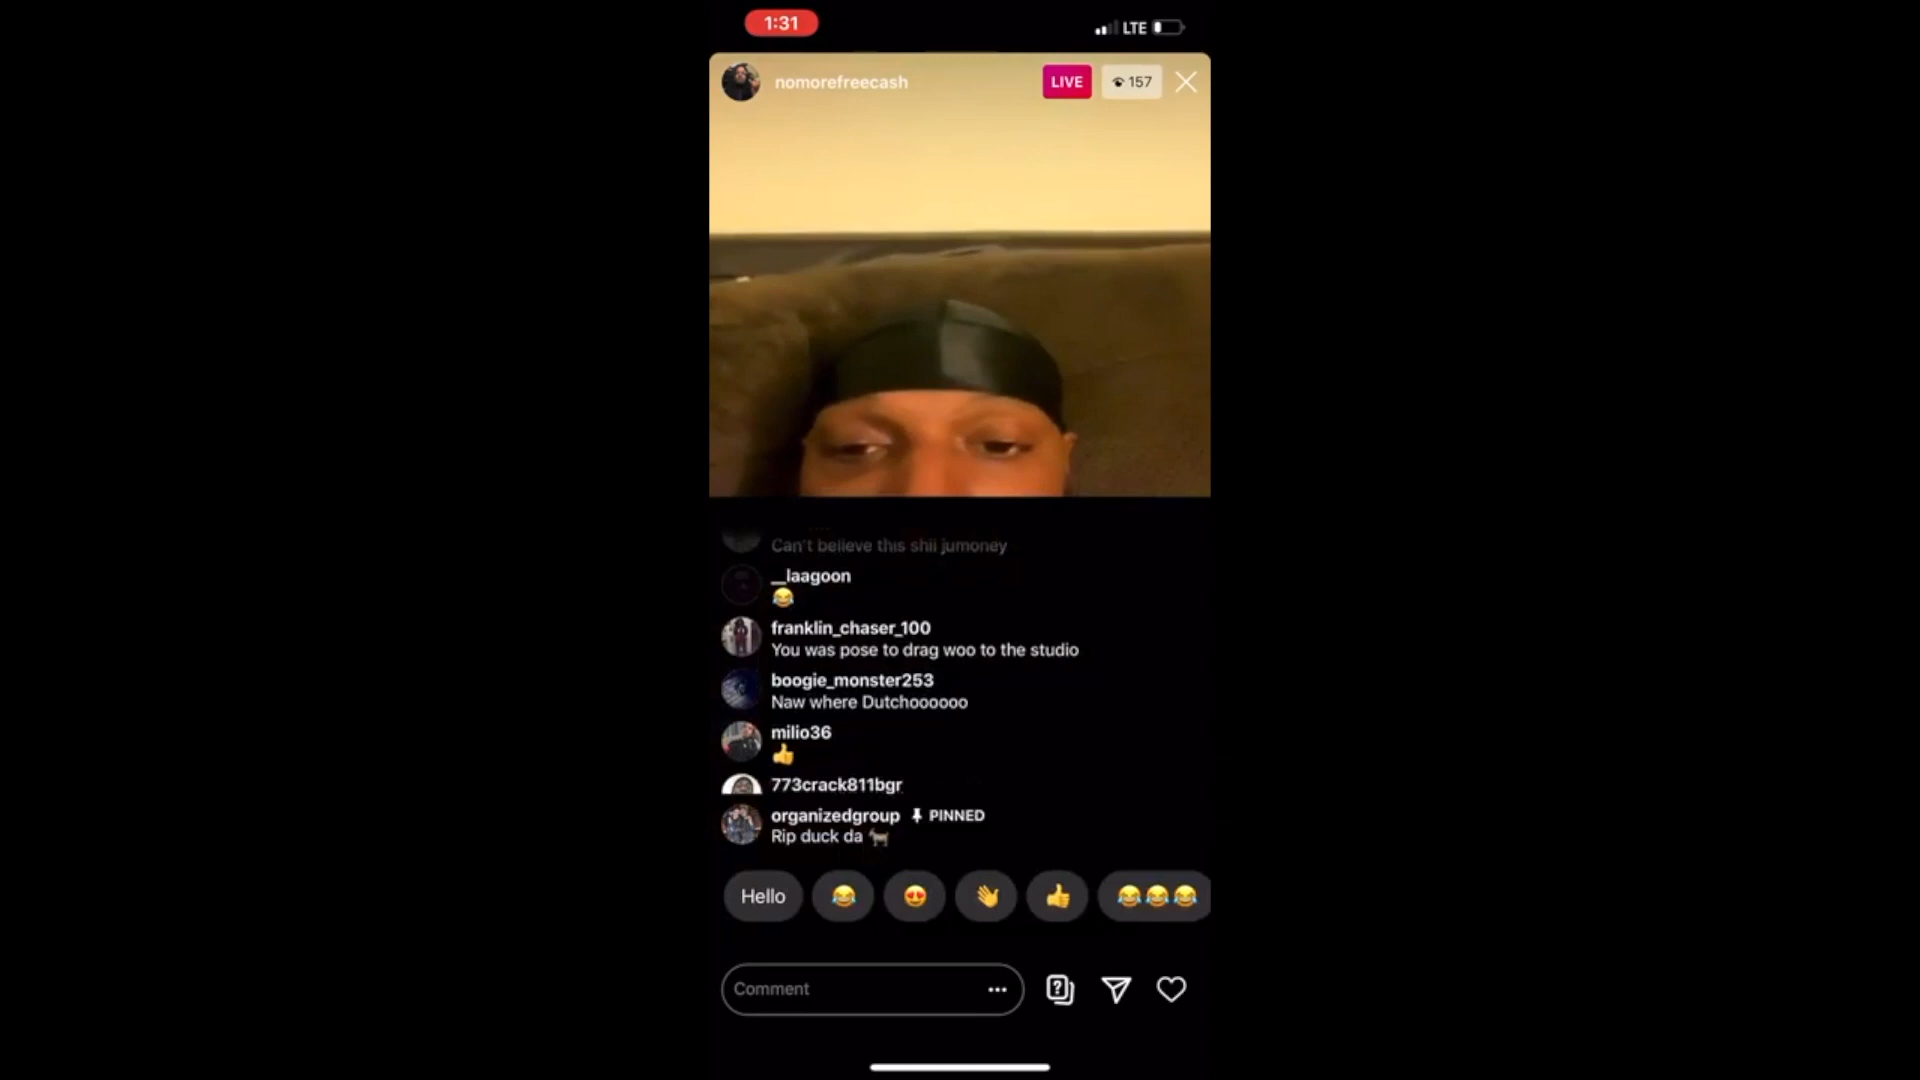 1:31
LTE
nomorefreecash
LIVE
157
Can't believe this shii jumoney
__laagoon
😂
franklin_chaser_100
You was pose to drag woo to the studio
boogie_monster253
Naw where Dutchoooooo
milio36
👍
773crack811bgr
organizedgroup PINNED
Rip duck da 🐐
Hello 😂 😍 👋 👍 😂😂😂
Comment